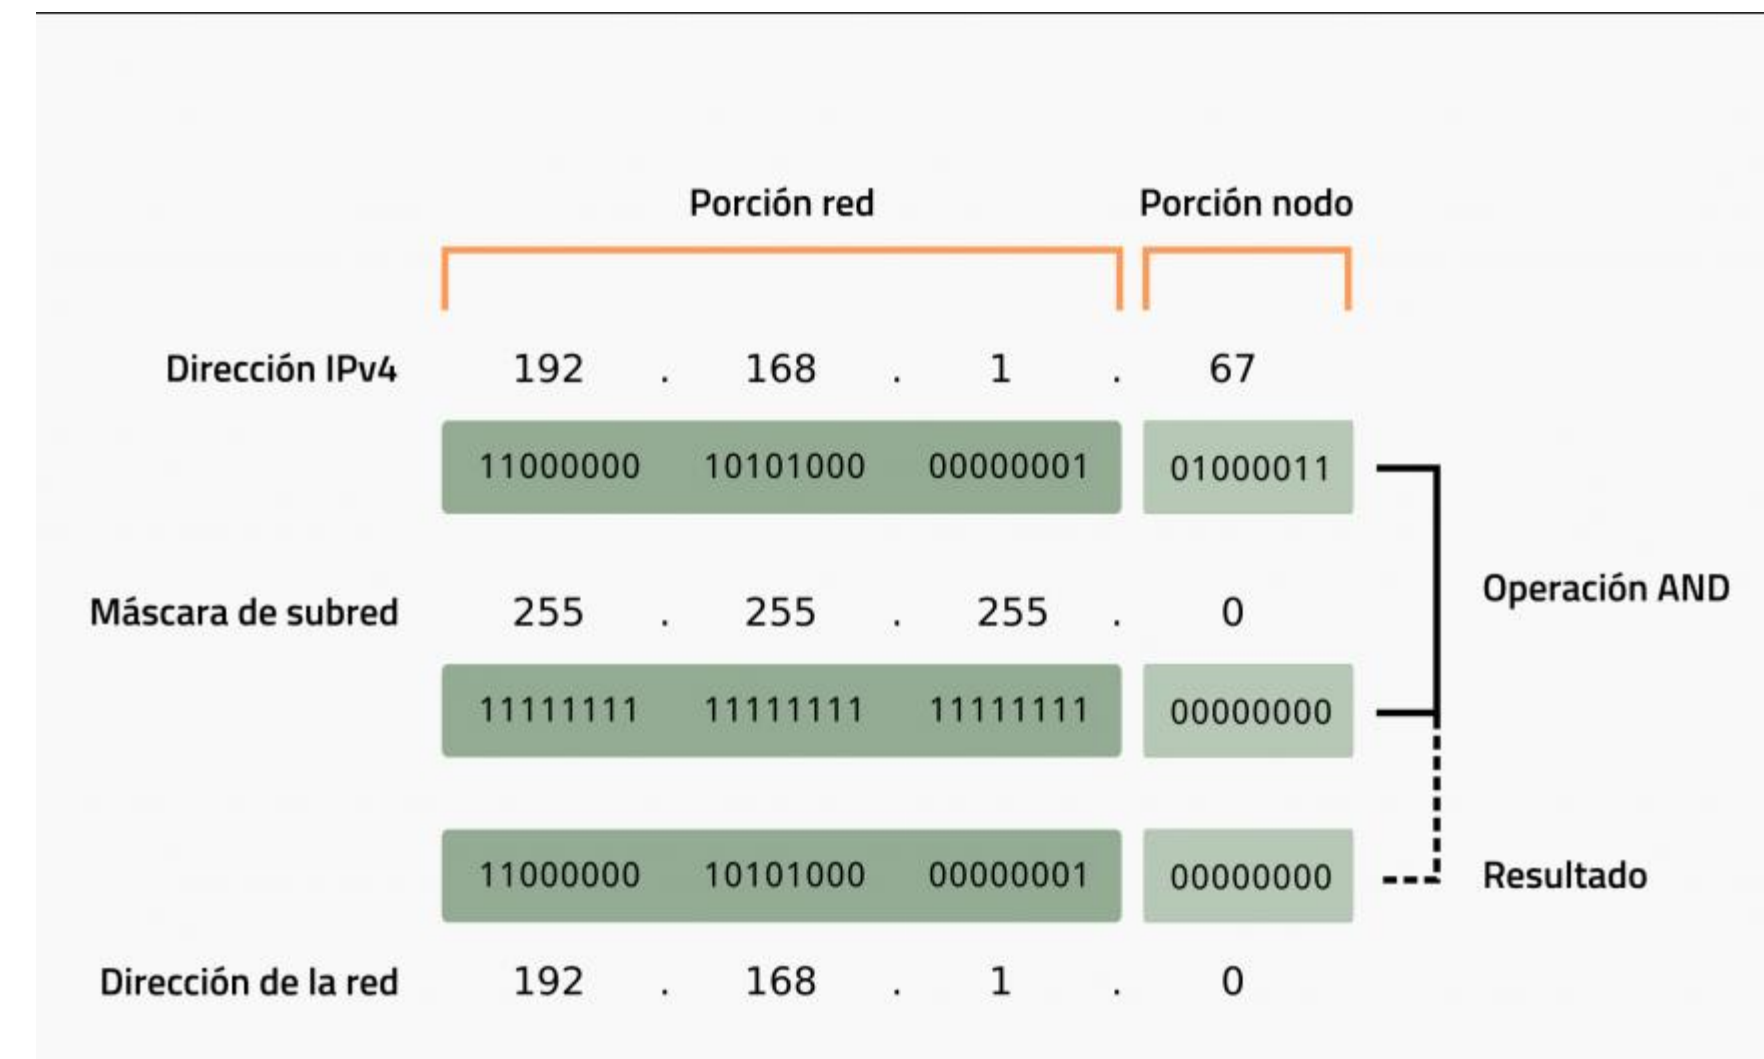 Porción red Porción nodo
Dirección IPv4 192 . 168 . 1 . 67
11000000 10101000 00000001 01000011
Operación AND
Máscara de subred 255 . 255 . 255 . 0
11111111 11111111 11111111 00000000
11000000 10101000 00000001 00000000 Resultado
Dirección de la red 192 . 168 . 1 . 0